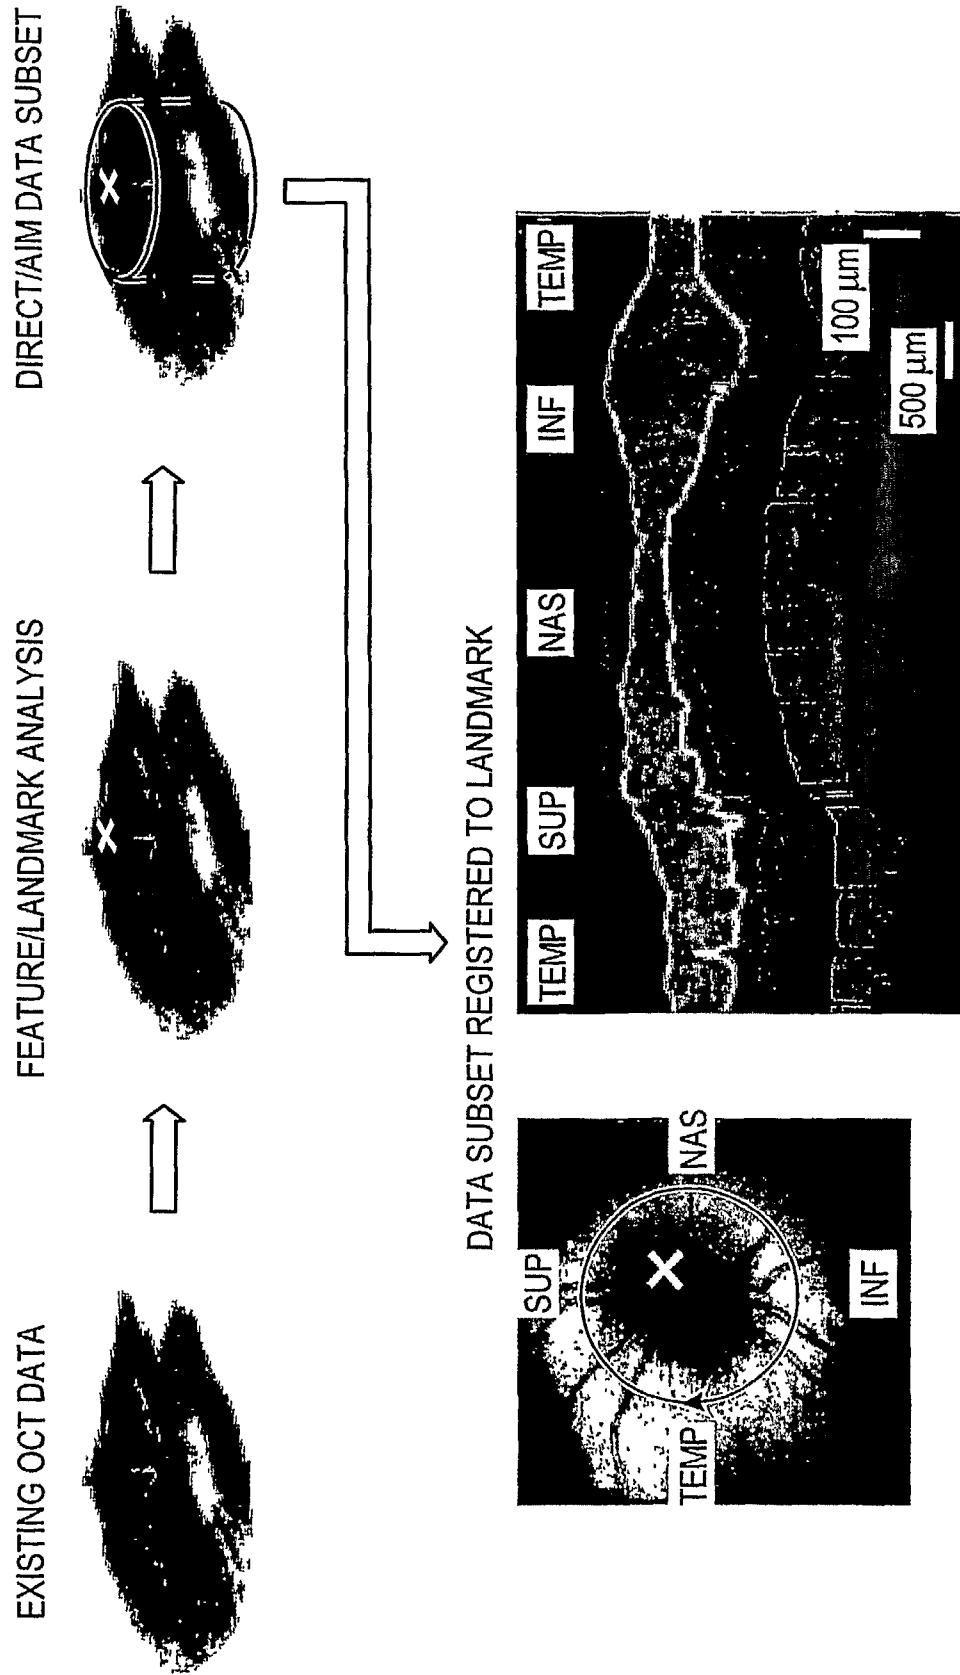 EXISTING OCT DATA
FEATURE/LANDMARK ANALYSIS
DIRECT/AIM DATA SUBSET
X
X
DATA SUBSET REGISTERED TO LANDMARK
SUP
NAS
TEMP
INF
X
TEMP
SUP
NAS
INF
TEMP
100 µm
500 µm